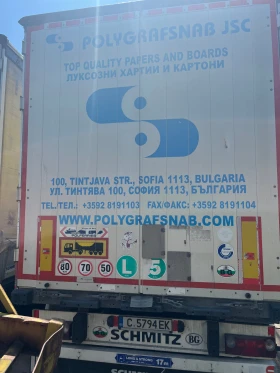 POLYGRAFSNAB JSC
TOP QUALITY PAPERS AND BOARDS
ЛУКСОЗНИ ХАРТИИ И КАРТОНИ
100, TINTJAVA STR., SOFIA 1113, BULGARIA
УЛ. ТИНТЯВА 100, СОФИЯ 1113, БЪЛГАРИЯ
TEL./ТЕЛ.: +3592 8191103 FAX/ФАКС: +3592 8191104
WWW.POLYGRAFSNAB.COM
80 70 50 L 5
C 5794 EK
SCHMITZ BG